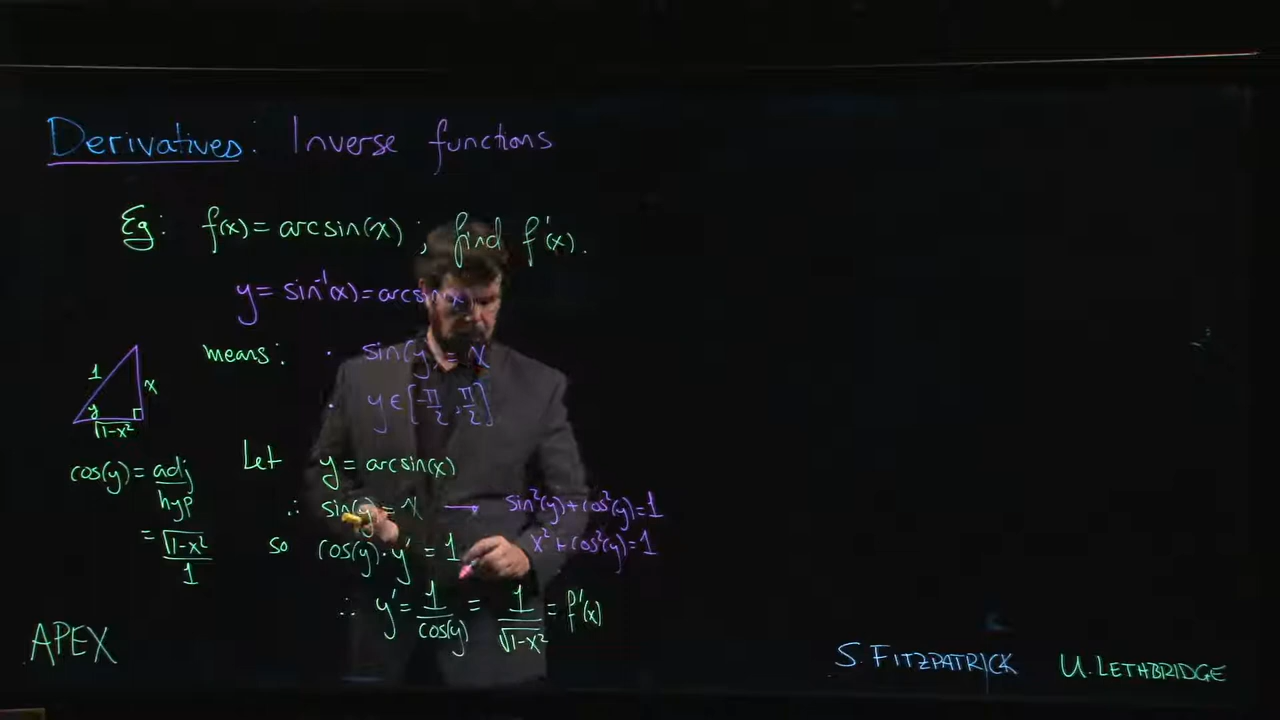 Derivatives: Inverse functions
Eg: f(x) = arcsin(x) ; find f'(x).
y = sin⁻¹(x) = arcsin(x)
means: · sin(y) = x
· y ∈ [-π/2, π/2]
1
x
y
√1-x²
cos(y) = adj/hyp
= √1-x²/1
Let y = arcsin(x)
∴ sin(y) = x → sin²(y) + cos²(y) = 1
x² + cos²(y) = 1
so cos(y) · y' = 1
∴ y' = 1/cos(y) = 1/√1-x² = f'(x)
APEX
S. FITZPATRICK U. LETHBRIDGE